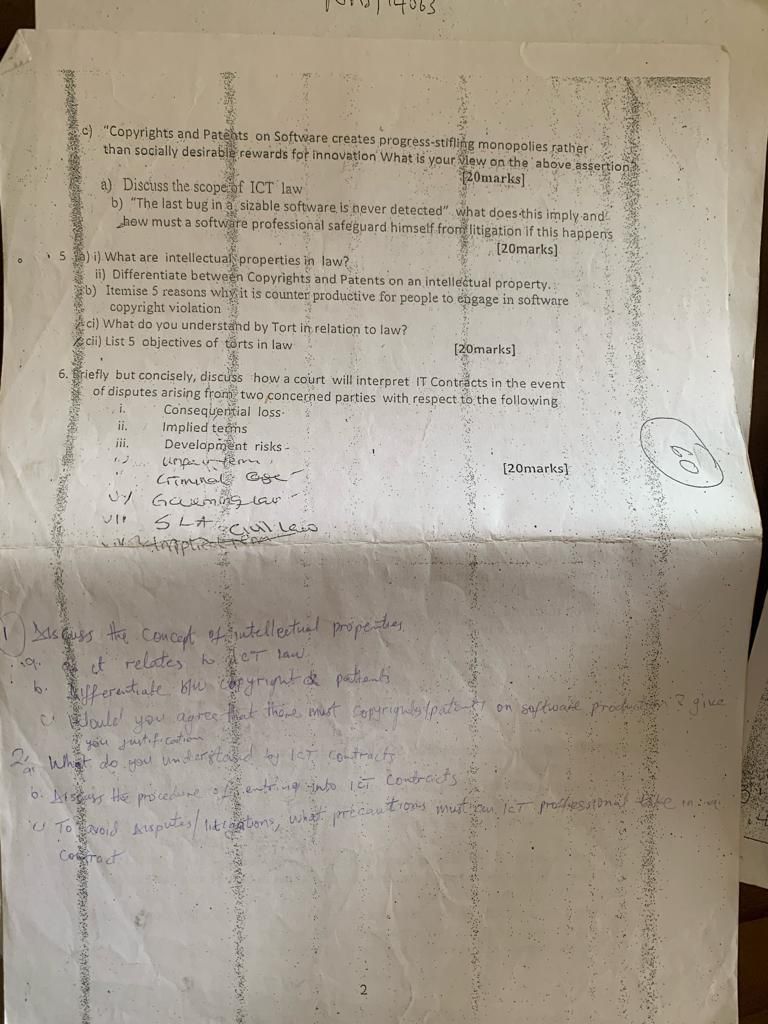 c) "Copyrights and Patents on Software creates progress-stifling monopolies rather
than socially desirable rewards for innovation What is your view on the above assertion?
[20marks]
a) Discuss the scope of ICT law
b) "The last bug in a sizable software is never detected" what does this imply and
how must a software professional safeguard himself from litigation if this happens
[20marks]
5 a) i) What are intellectual properties in law?
ii) Differentiate between Copyrights and Patents on an intellectual property.
b) Itemise 5 reasons why it is counter productive for people to engage in software
copyright violation
ci) What do you understand by Tort in relation to law?
cii) List 5 objectives of torts in law [20marks]
6. Briefly but concisely, discuss how a court will interpret IT Contracts in the event
of disputes arising from two concerned parties with respect to the following
i. Consequential loss
ii. Implied terms
iii. Development risks -
[20marks]
Criminal Case
Governing law
VII SLA Civil Law
Implied term
60
1) Discuss the concept of intellectual properties
a. as it relates to ICT law
b. Differentiate b/w copyright & patients
c) Would you agree that there must copyrights/patents on software production? give
you justification
2. a. What do you understand by ICT contracts
b. Discuss the procedure of entring into ICT contracts
c) To avoid disputes/litigations, what precautions must an ICT proffessional take in
contract
2